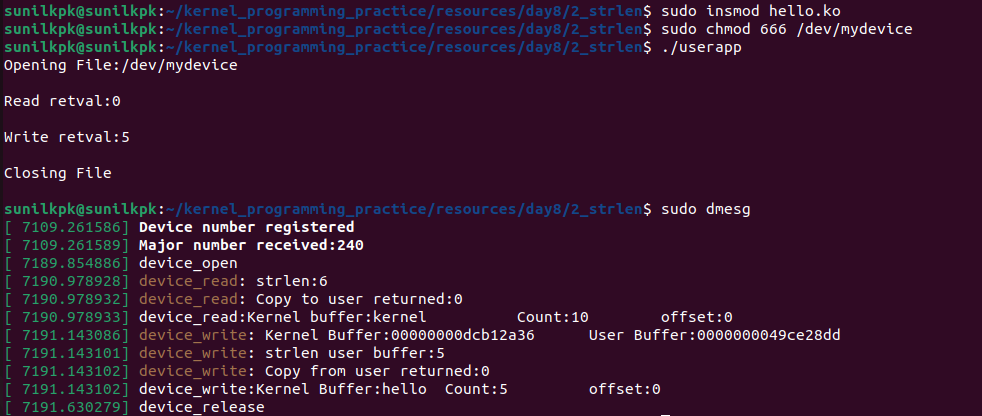 sunilkpk@sunilkpk:~/kernel_programming_practice/resources/day8/2_strlen$ sudo insmod hello.ko
sunilkpk@sunilkpk:~/kernel_programming_practice/resources/day8/2_strlen$ sudo chmod 666 /dev/mydevice
sunilkpk@sunilkpk:~/kernel_programming_practice/resources/day8/2_strlen$ ./userapp
Opening File:/dev/mydevice
Read retval:0
Write retval:5
Closing File
sunilkpk@sunilkpk:~/kernel_programming_practice/resources/day8/2_strlen$ sudo dmesg
[ 7109.261586] Device number registered
[ 7109.261589] Major number received:240
[ 7189.854886] device_open
[ 7190.978928] device_read: strlen:6
[ 7190.978932] device_read: Copy to user returned:0
[ 7190.978933] device_read:Kernel buffer:kernel          Count:10        offset:0
[ 7191.143086] device_write: Kernel Buffer:00000000dcb12a36      User Buffer:0000000049ce28dd
[ 7191.143101] device_write: strlen user buffer:5
[ 7191.143102] device_write: Copy from user returned:0
[ 7191.143102] device_write:Kernel Buffer:hello  Count:5         offset:0
[ 7191.630279] device_release